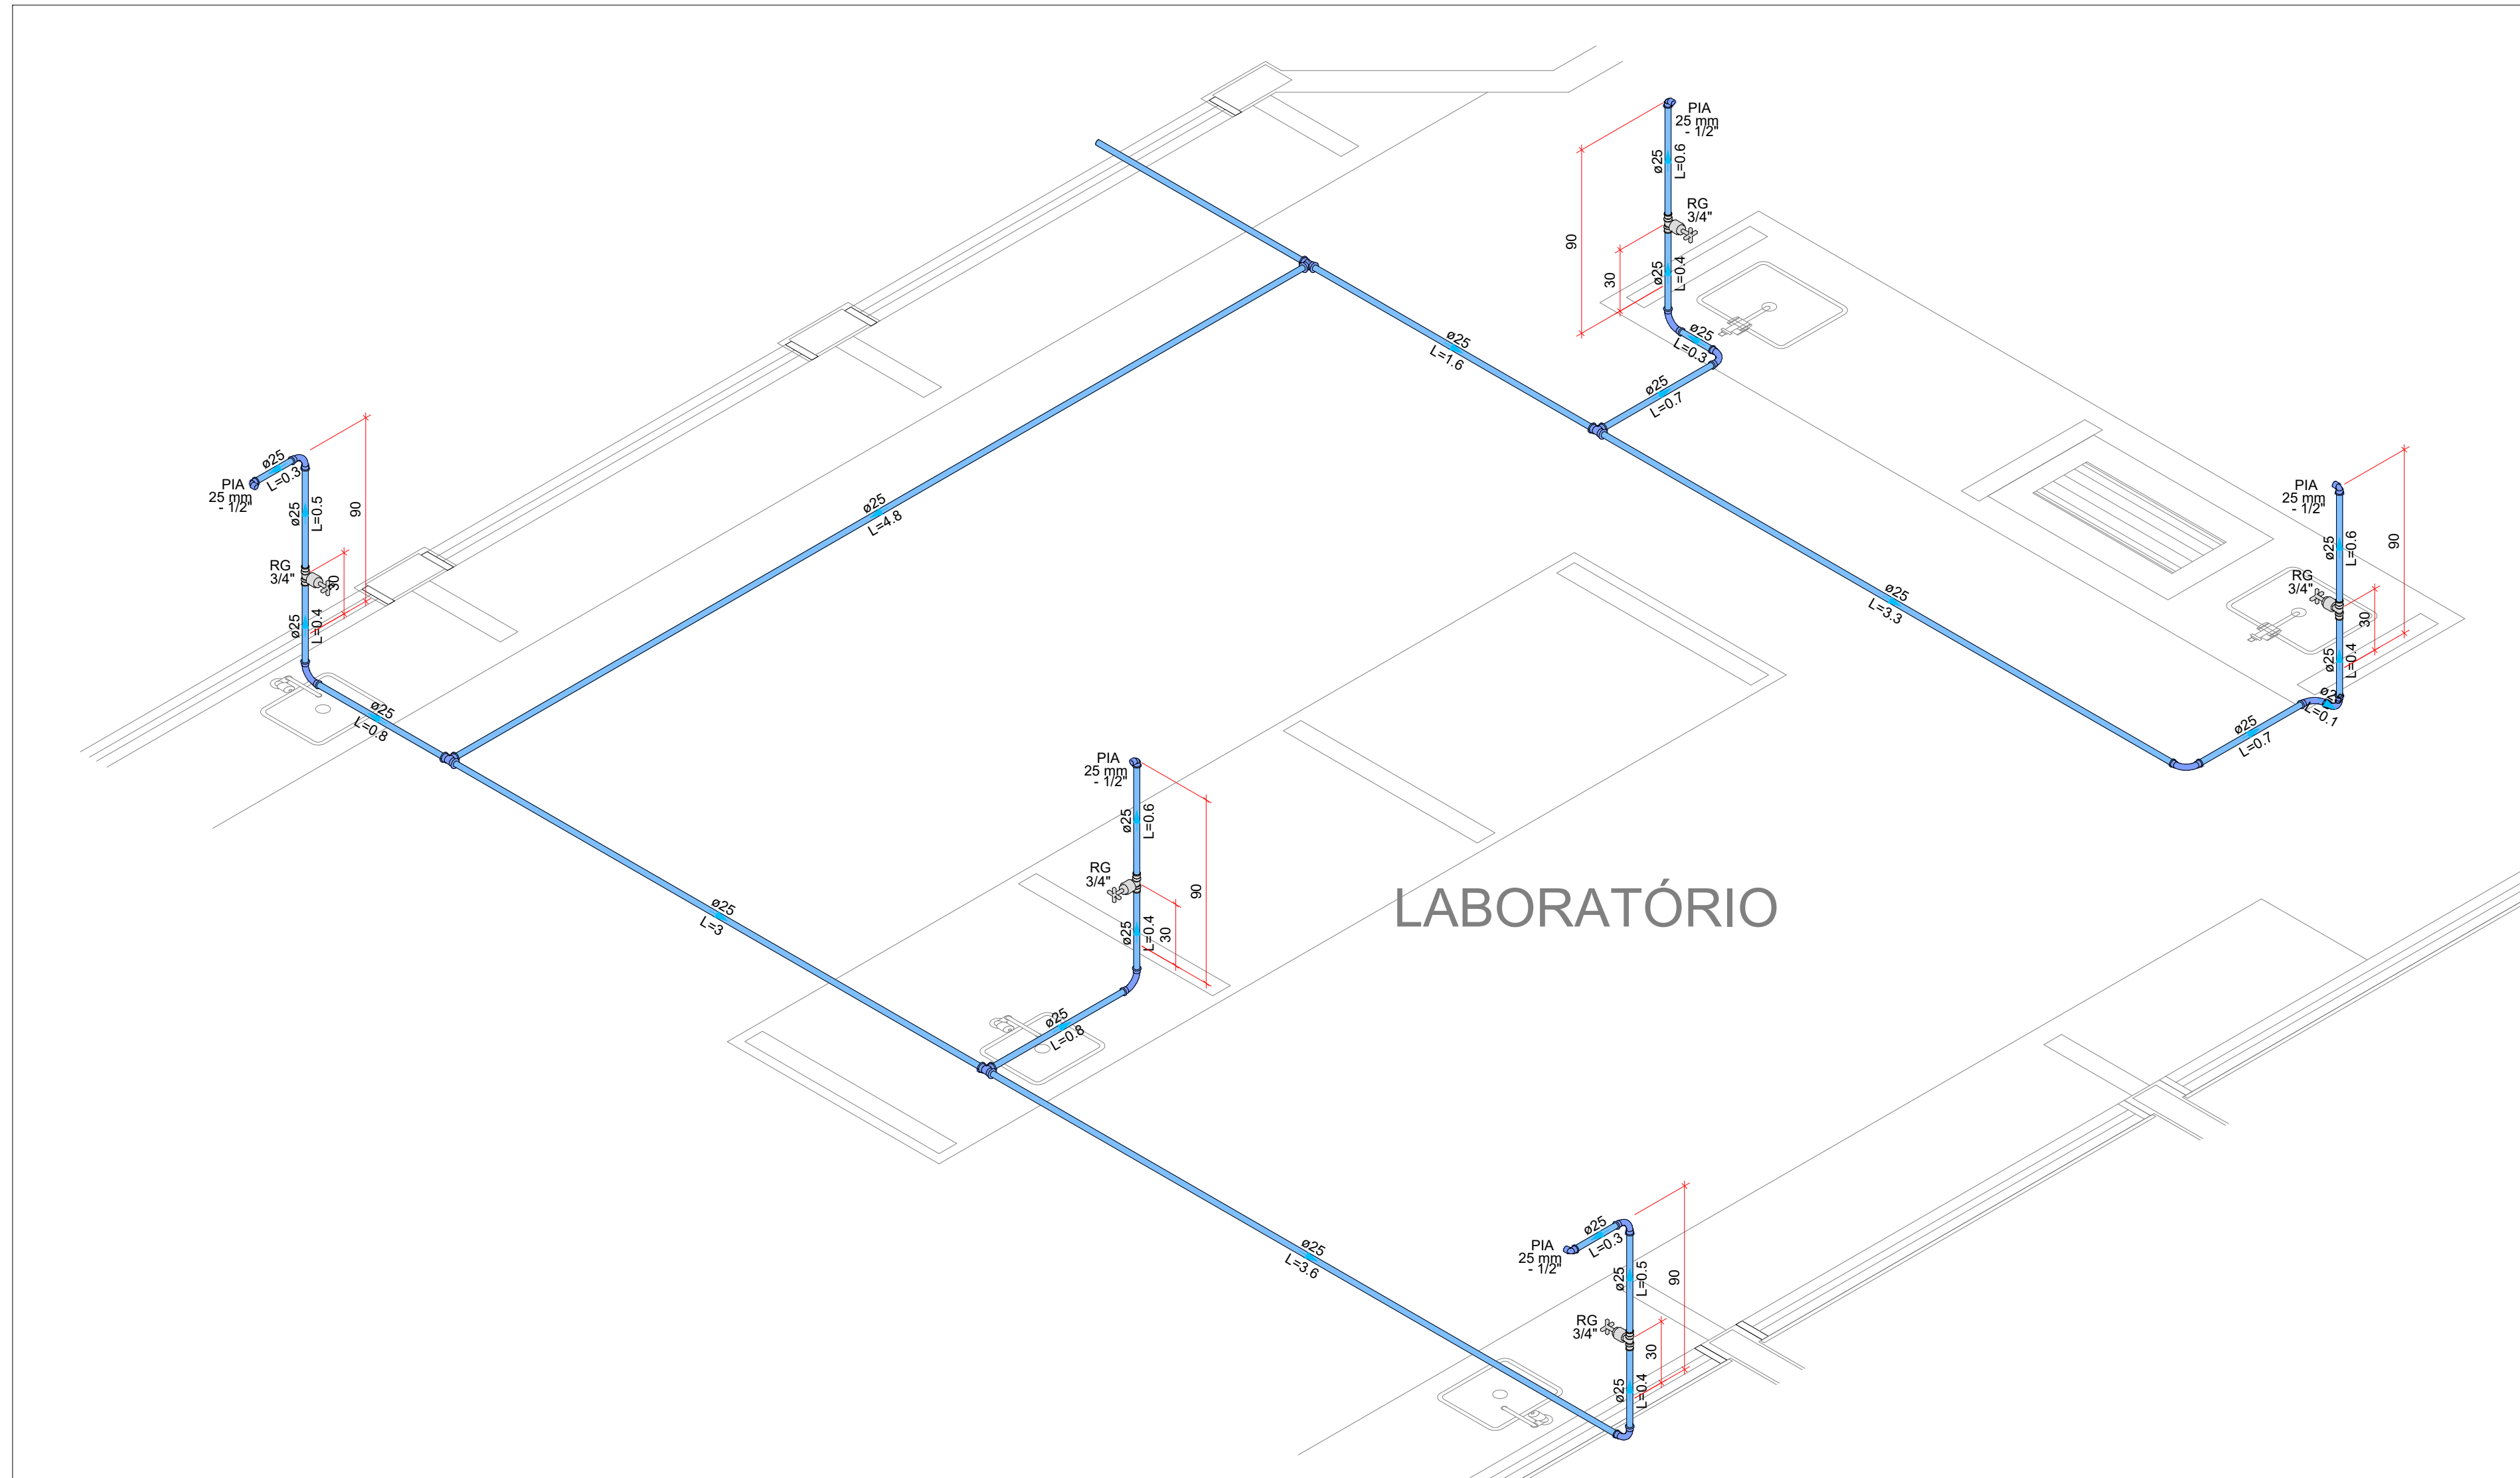 PIA
25 mm
- 1/2"
ø25
L=0.6
RG
3/4"
90
30
ø25
L=0.4
ø25
L=0.3
ø25
L=0.7
ø25
L=1.6
ø25
L=4.8
ø25
L=0.3
PIA
25 mm
- 1/2"
ø25
L=0.5
90
RG
3/4"
30
ø25
L=0.4
ø25
L=0.8
ø25
L=3.3
PIA
25 mm
- 1/2"
ø25
L=0.6
90
RG
3/4"
30
ø25
L=0.4
L=0.1
ø25
L=0.7
PIA
25 mm
- 1/2"
ø25
L=0.6
RG
3/4"
90
ø25
L=0.4
30
ø25
L=0.8
ø25
L=3
LABORATÓRIO
ø25
L=3.6
ø25
L=0.3
PIA
25 mm
- 1/2"
ø25
L=0.5
90
RG
3/4"
30
ø25
L=0.4